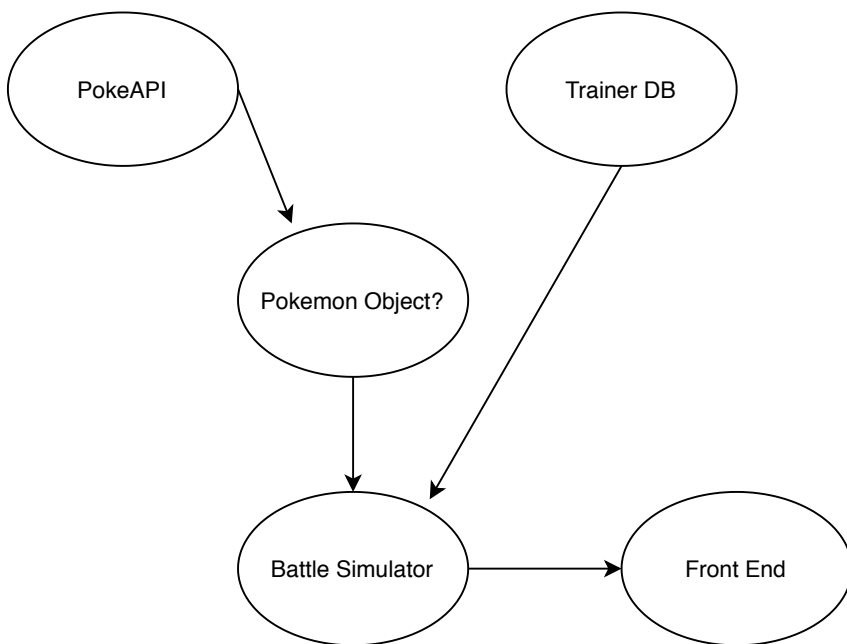 PokeAPI
Trainer DB
Pokemon Object?
Battle Simulator
Front End